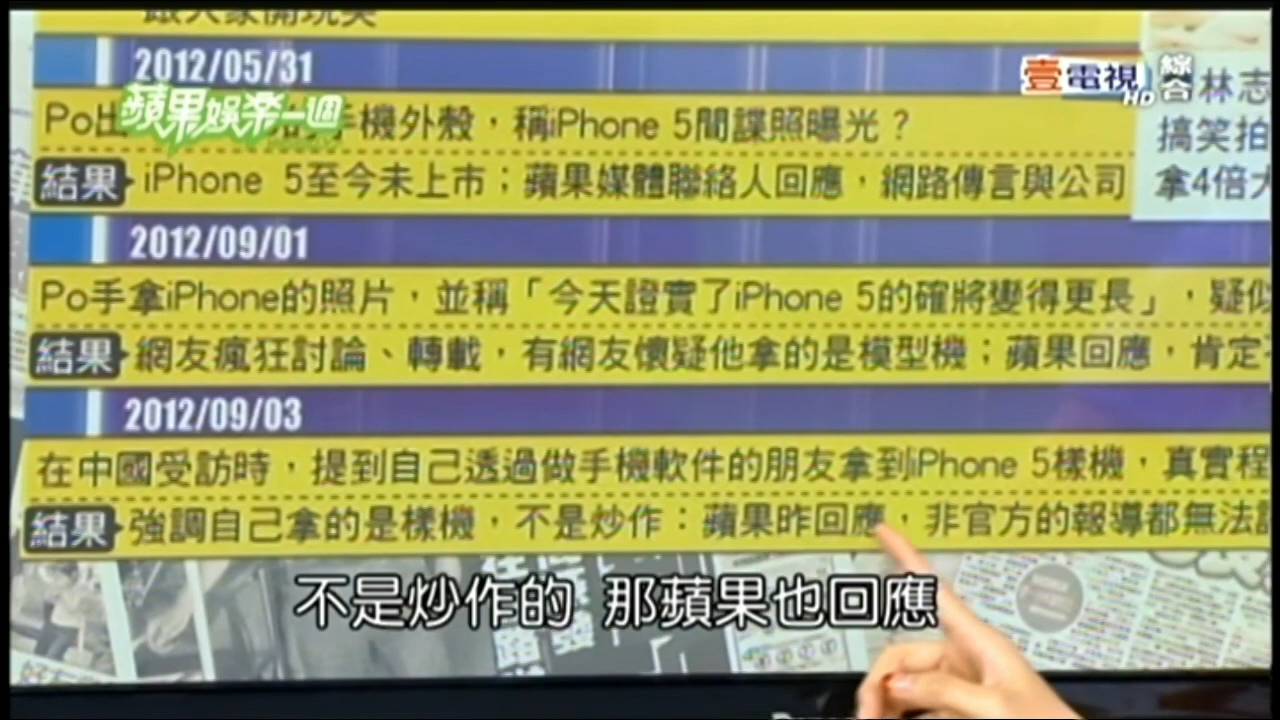 跟大家開玩笑
2012/05/31
壹電視
HD
綜合
蘋果娛樂一週
Po出 手機外殼，稱iPhone 5間諜照曝光？
結果 iPhone 5至今未上市；蘋果媒體聯絡人回應，網路傳言與公司
林志
搞笑拍
拿4倍大
2012/09/01
Po手拿iPhone的照片，並稱「今天證實了iPhone 5的確將變得更長」，疑似
結果 網友瘋狂討論、轉載，有網友懷疑他拿的是模型機；蘋果回應，肯定
2012/09/03
在中國受訪時，提到自己透過做手機軟件的朋友拿到iPhone 5樣機，真實程
結果 強調自己拿的是樣機，不是炒作；蘋果昨回應，非官方的報導都無法
不是炒作的 那蘋果也回應